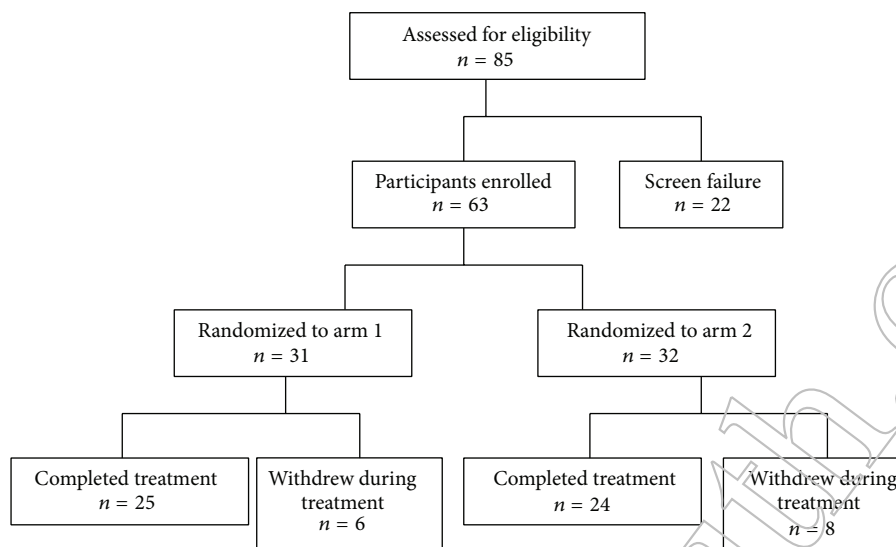 Assessed for eligibility
n = 85
Participants enrolled
n = 63
Screen failure
n = 22
Randomized to arm 1
n = 31
Randomized to arm 2
n = 32
Completed treatment
n = 25
Withdrew during
treatment
n = 6
Completed treatment
n = 24
Withdrew during
treatment
n = 8